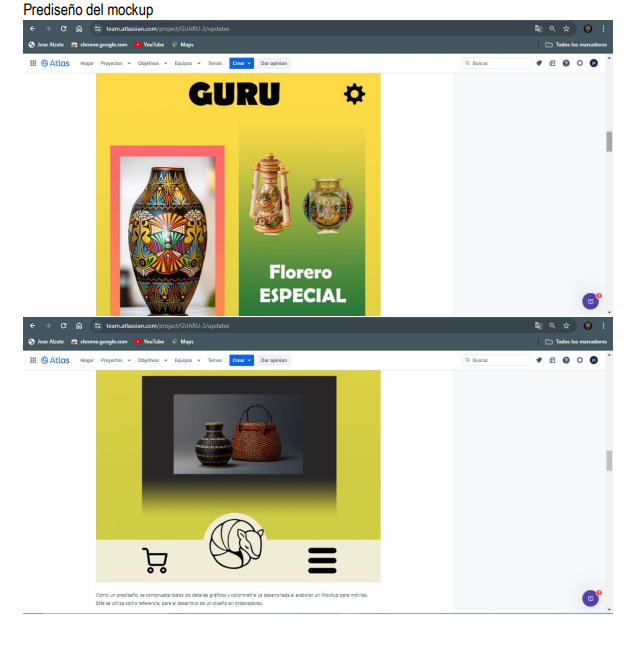 Prediseño del mockup
team.atlassian.com/project/GUARU-3/updates
Jose Alzate chrome.google.com YouTube Maps Todos los marcadores
Atlas Hogar Proyectos Objetivos Equipos Temas Crear Dar opinion Buscar
GURU
Florero
ESPECIAL
team.atlassian.com/project/GUARU-3/updates
Jose Alzate chrome.google.com YouTube Maps Todos los marcadores
Atlas Hogar Proyectos Objetivos Equipos Temas Crear Dar opinion Buscar
Como un prediseño, se comprueba todos los detalles gráficos y colorimetría ya desarrollada al elaborar un Mockup para móviles.
Este se utiliza como referencia, para el desarrollo de un diseño en ordenadores.